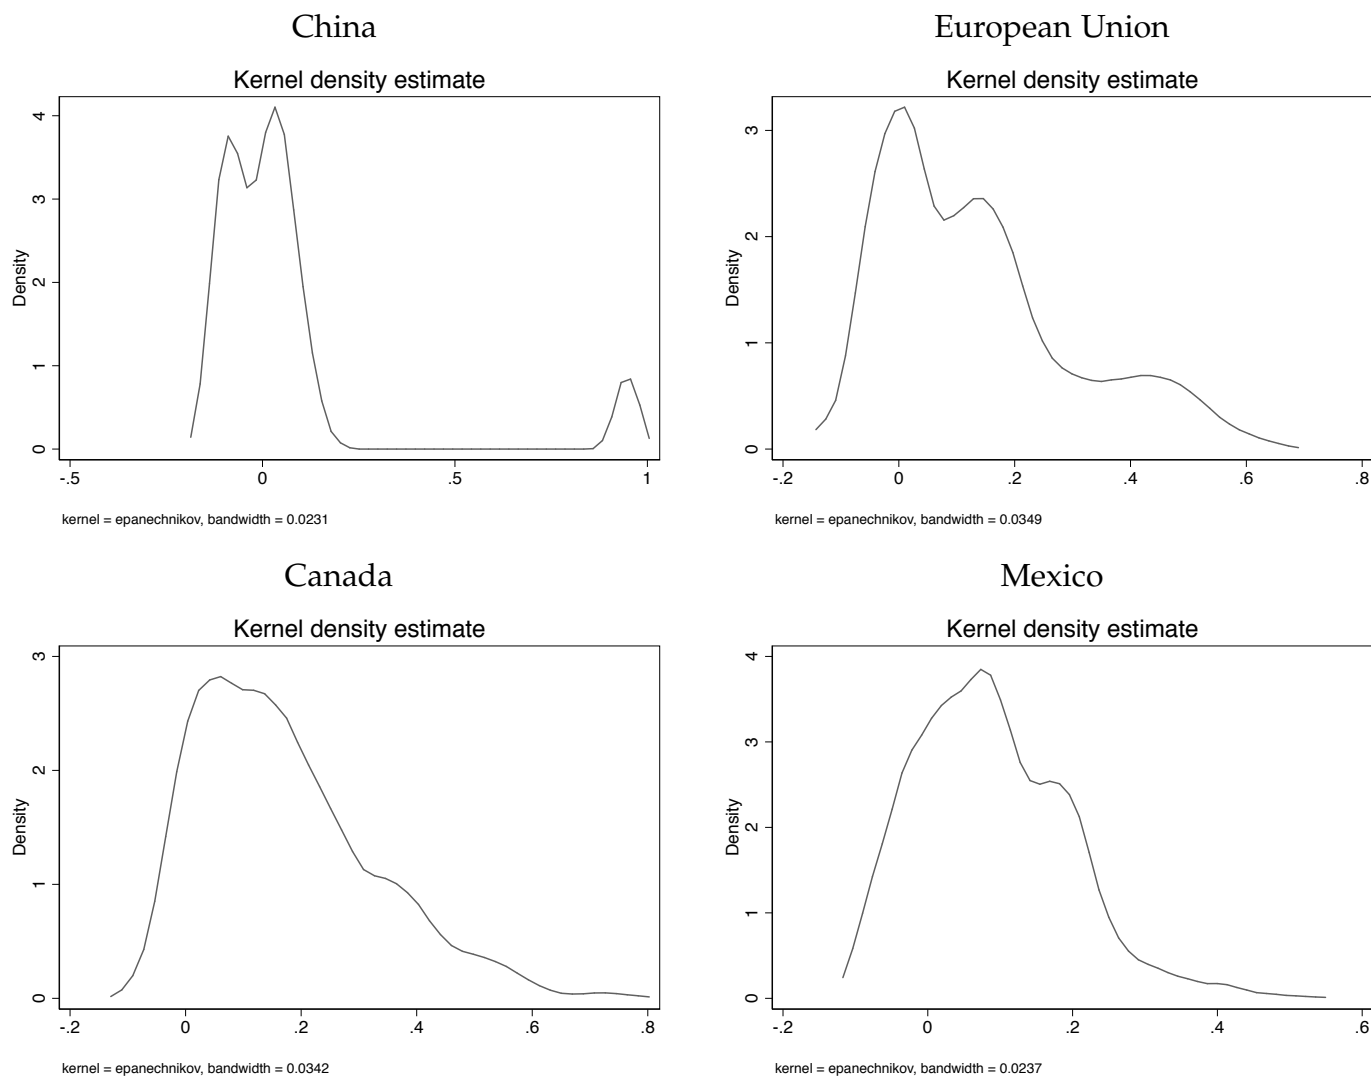 China
Kernel density estimate
Density
4
3
2
1
0
-.5 0 .5 1
kernel = epanechnikov, bandwidth = 0.0231
European Union
Kernel density estimate
Density
3
2
1
0
-.2 0 .2 .4 .6 .8
kernel = epanechnikov, bandwidth = 0.0349
Canada
Kernel density estimate
Density
3
2
1
0
-.2 0 .2 .4 .6 .8
kernel = epanechnikov, bandwidth = 0.0342
Mexico
Kernel density estimate
Density
4
3
2
1
0
-.2 0 .2 .4 .6
kernel = epanechnikov, bandwidth = 0.0237